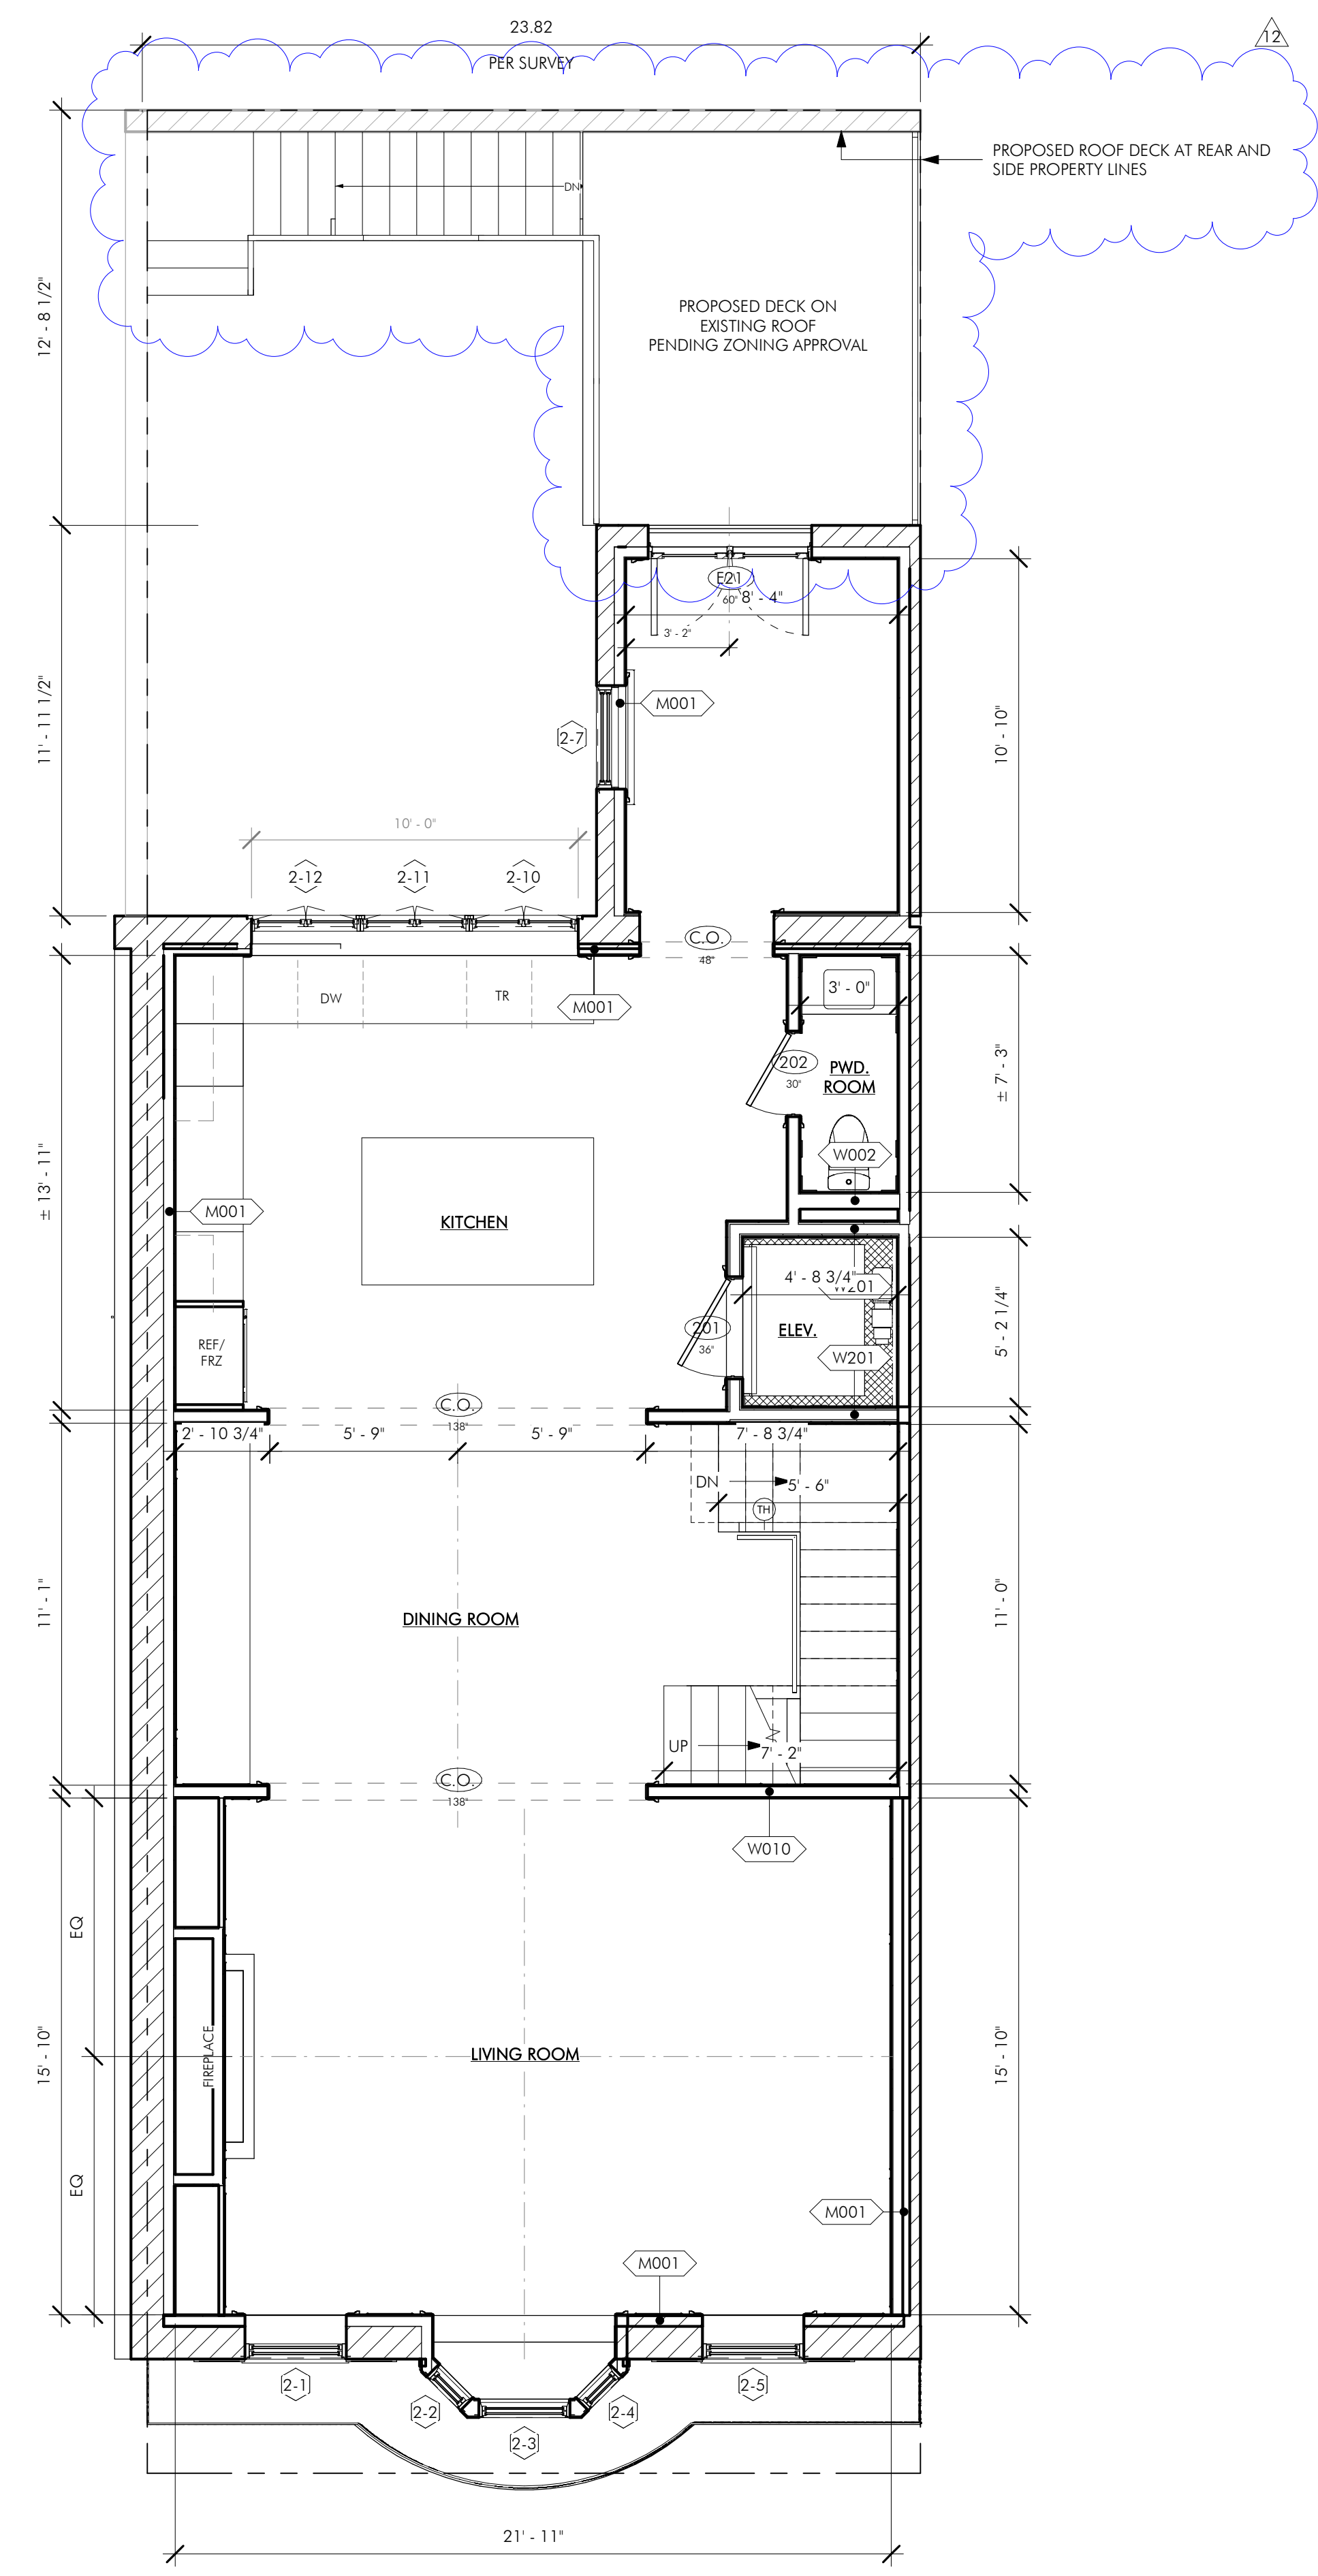 23.82
PER SURVEY
12
PROPOSED ROOF DECK AT REAR AND
SIDE PROPERTY LINES
DN
12' - 8 1/2"
PROPOSED DECK ON
EXISTING ROOF
PENDING ZONING APPROVAL
E21
60"
8' - 4"
3' - 2"
M001
2-7
11' - 11 1/2"
10' - 10"
10' - 0"
2-12
2-11
2-10
C.O.
48"
DW
TR
M001
3' - 0"
202
30"
PWD.
ROOM
± 7' - 3"
W002
± 13' - 11"
M001
KITCHEN
4' - 8 3/4"
W201
5' - 2 1/4"
201
36"
ELEV.
W201
REF/
FRZ
C.O.
138"
2' - 10 3/4"
5' - 9"
5' - 9"
7' - 8 3/4"
DN
5' - 6"
TH
11' - 1"
11' - 0"
DINING ROOM
UP
7' - 2"
C.O.
138"
W010
EQ
15' - 10"
FIREPLACE
LIVING ROOM
15' - 10"
EQ
M001
M001
2-1
2-2
2-3
2-4
2-5
21' - 11"